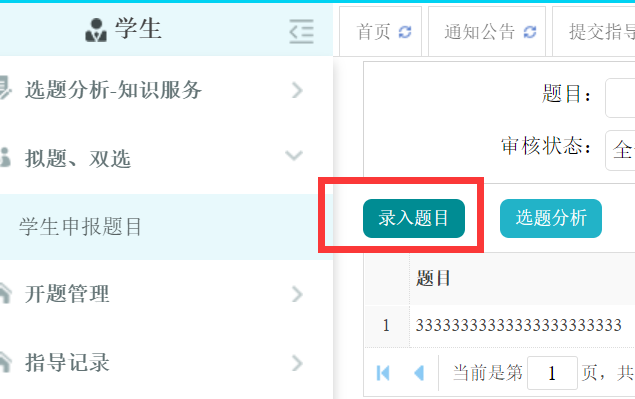 学生
首页 通知公告 提交指导
选题分析-知识服务
拟题、双选
学生申报题目
开题管理
指导记录
题目：
审核状态： 全
录入题目 选题分析
题目
1 33333333333333333333333
当前是第 1 页，共